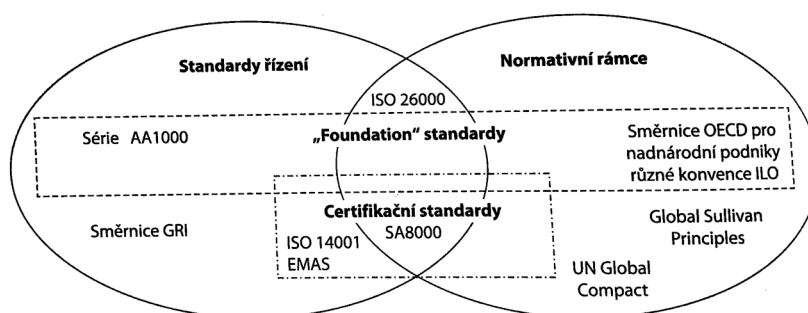 Standardy řízení
Normativní rámce
ISO 26000
Série AA1000
„Foundation“ standardy
Směrnice OECD pro
nadnárodní podniky
různé konvence ILO
Certifikační standardy
Směrnice GRI
ISO 14001
EMAS
SA8000
Global Sullivan
Principles
UN Global
Compact